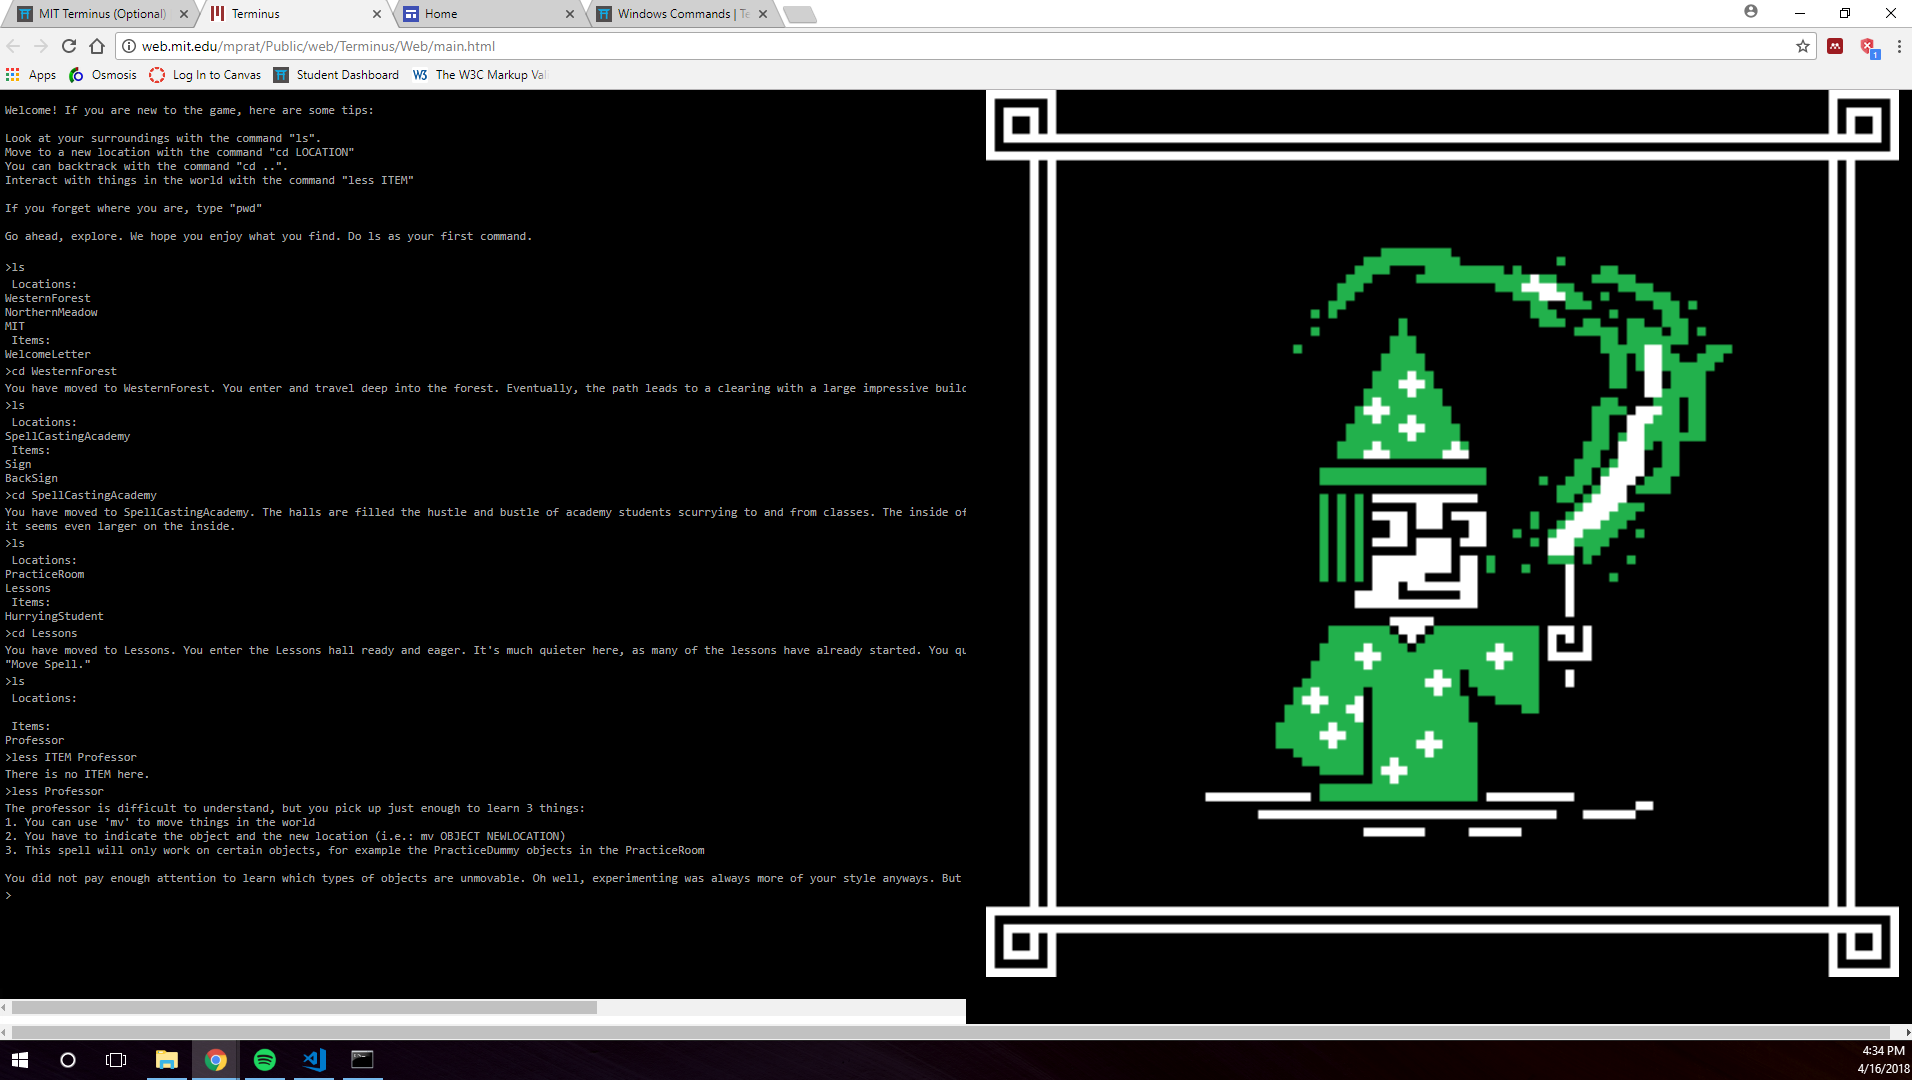 MIT Terminus (Optional)
Terminus
Home
Windows Commands | Te
web.mit.edu/mprat/Public/web/Terminus/Web/main.html
Apps Osmosis Log In to Canvas Student Dashboard W3 The W3C Markup Vali
1
Welcome! If you are new to the game, here are some tips:
Look at your surroundings with the command "ls".
Move to a new location with the command "cd LOCATION"
You can backtrack with the command "cd ..".
Interact with things in the world with the command "less ITEM"
If you forget where you are, type "pwd"
Go ahead, explore. We hope you enjoy what you find. Do ls as your first command.
>ls
Locations:
WesternForest
NorthernMeadow
MIT
Items:
WelcomeLetter
>cd WesternForest
You have moved to WesternForest. You enter and travel deep into the forest. Eventually, the path leads to a clearing with a large impressive build
>ls
Locations:
SpellCastingAcademy
Items:
Sign
BackSign
>cd SpellCastingAcademy
You have moved to SpellCastingAcademy. The halls are filled the hustle and bustle of academy students scurrying to and from classes. The inside of
it seems even larger on the inside.
>ls
Locations:
PracticeRoom
Lessons
Items:
HurryingStudent
>cd Lessons
You have moved to Lessons. You enter the Lessons hall ready and eager. It's much quieter here, as many of the lessons have already started. You qu
"Move Spell."
>ls
Locations:
Items:
Professor
>less ITEM Professor
There is no ITEM here.
>less Professor
The professor is difficult to understand, but you pick up just enough to learn 3 things:
1. You can use 'mv' to move things in the world
2. You have to indicate the object and the new location (i.e.: mv OBJECT NEWLOCATION)
3. This spell will only work on certain objects, for example the PracticeDummy objects in the PracticeRoom
You did not pay enough attention to learn which types of objects are unmovable. Oh well, experimenting was always more of your style anyways. But
>
4:34 PM
4/16/2018